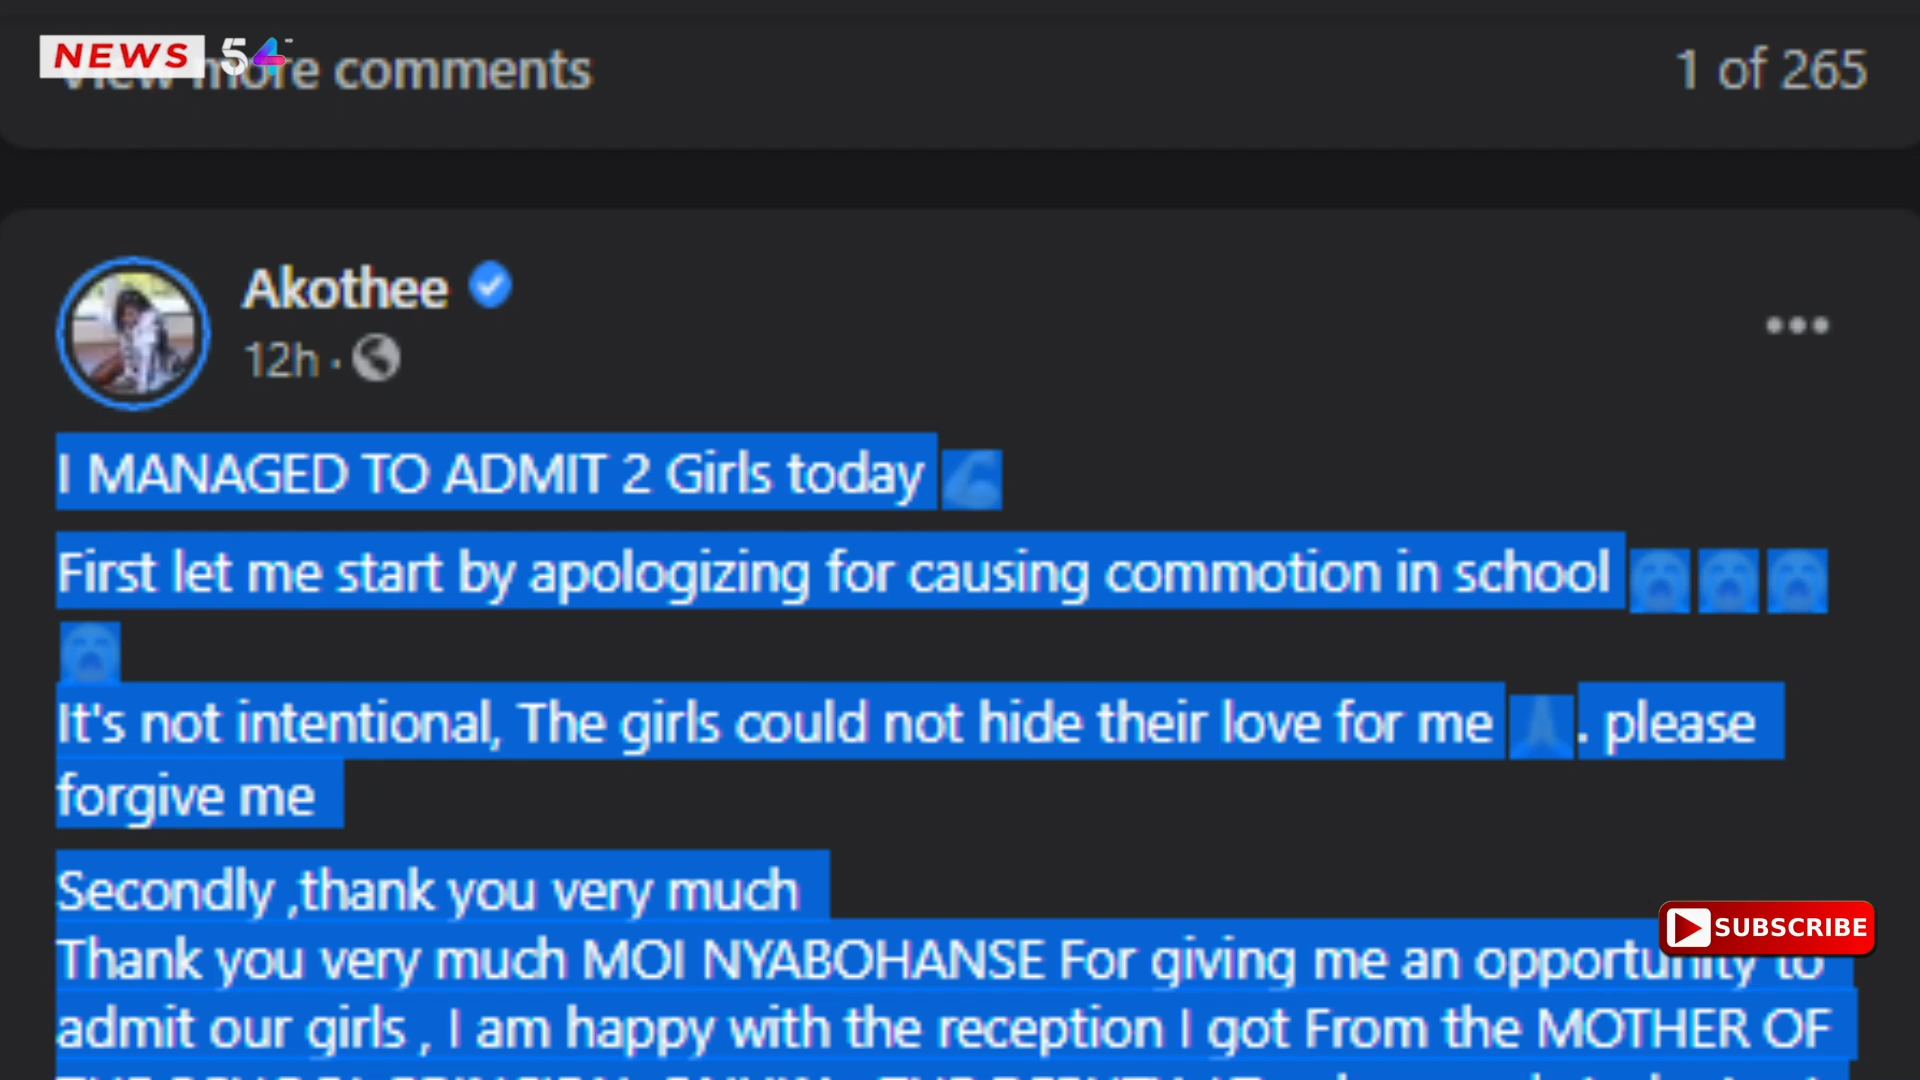 NEWS 54
View more comments
1 of 265
Akothee
12h ·
I MANAGED TO ADMIT 2 Girls today 💪
First let me start by apologizing for causing commotion in school 😭😭😭
😭
It's not intentional, The girls could not hide their love for me 🙏. please
forgive me
Secondly ,thank you very much
Thank you very much MOI NYABOHANSE For giving me an opportunity to
admit our girls , I am happy with the reception I got From the MOTHER OF
SUBSCRIBE